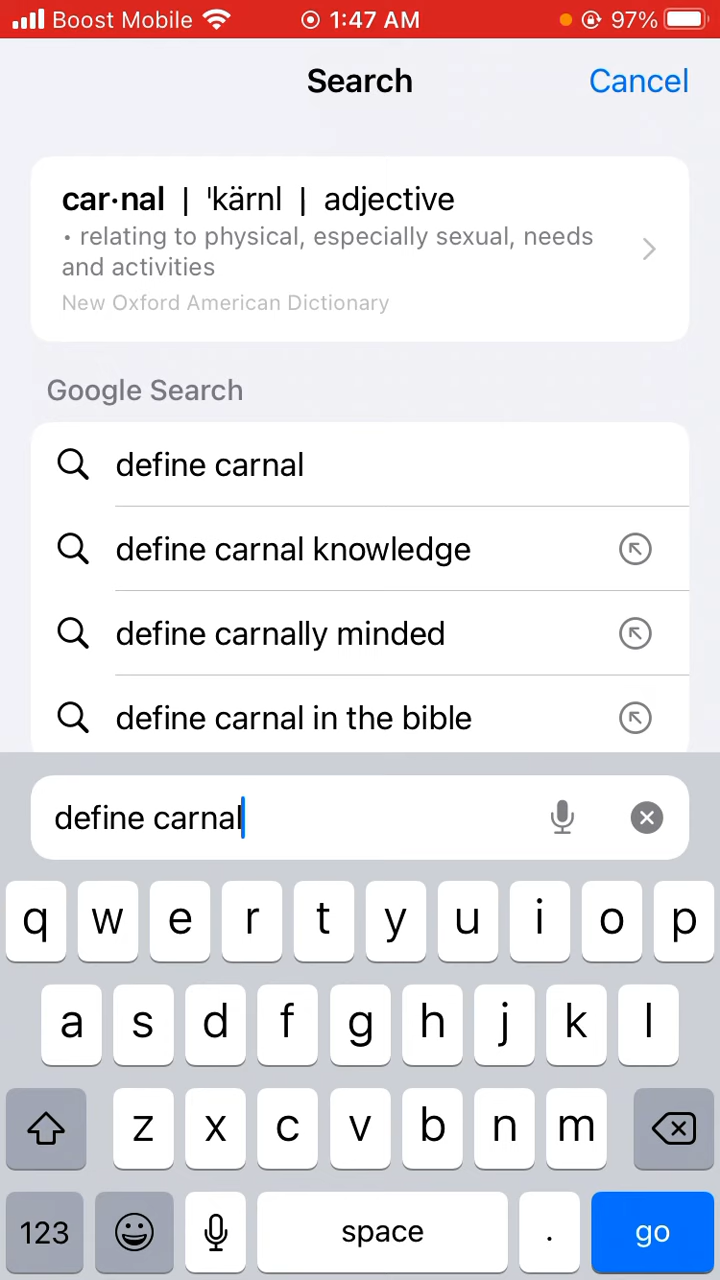 Boost Mobile 1:47 AM 97%
Search Cancel
car·nal | ˈkärnl | adjective
• relating to physical, especially sexual, needs
and activities
New Oxford American Dictionary
Google Search
define carnal
define carnal knowledge
define carnally minded
define carnal in the bible
define carnal
q w e r t y u i o p
a s d f g h j k l
z x c v b n m
123 space . go